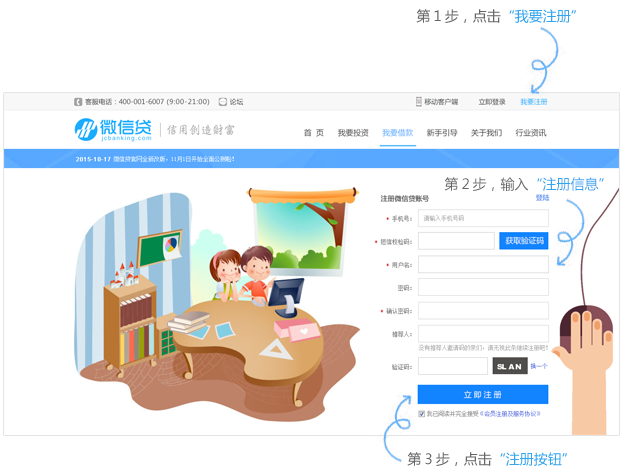 第1步，点击“我要注册”
客服电话：400-001-6007 (9:00-21:00) 论坛 移动客户端 立即登录 我要注册
微信贷 信用创造财富
jcbanking.com
首 页 我要投资 我要借款 新手引导 关于我们 行业资讯
2015-10-17 微信贷官网全新改版，11月1日开始全面公测啦！
第2步，输入“注册信息”
注册微信贷账号 登陆
* 手机号： 请输入手机号码
* 短信校验码： 获取验证码
* 用户名：
密码：
* 确认密码：
推荐人：
没有推荐人邀请码的亲们，请无视此条继续注册吧？
验证码： SLAN 换一个
立即注册
我已阅读并完全接受《会员注册及服务协议》
第3步，点击“注册按钮”